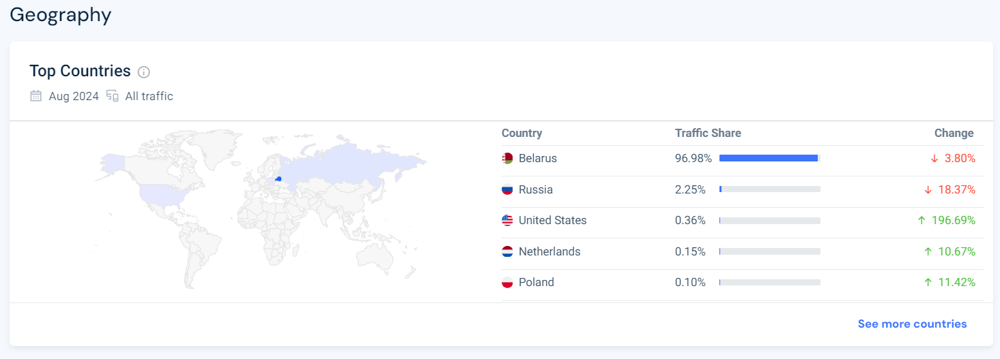 Geography
Top Countries
Aug 2024 All traffic
Country Traffic Share Change
Belarus 96.98% ↓ 3.80%
Russia 2.25% ↓ 18.37%
United States 0.36% ↑ 196.69%
Netherlands 0.15% ↑ 10.67%
Poland 0.10% ↑ 11.42%
See more countries